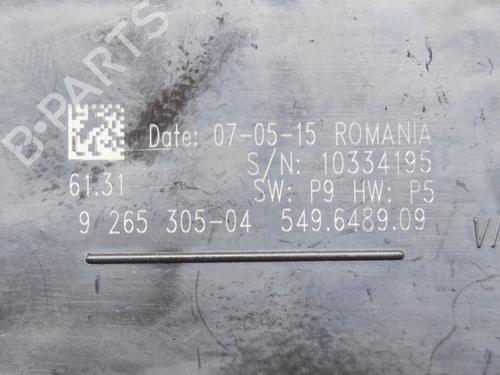 B-PARTS
Date: 07-05-15 ROMANIA
S/N: 10334195
61.31 SW: P9 HW: P5
9 265 305-04 549.6489.09